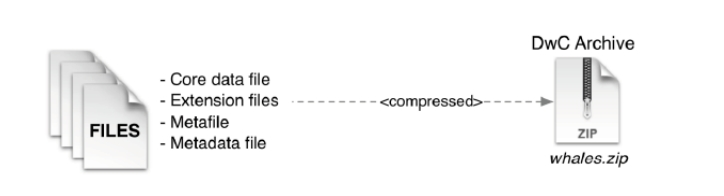 FILES
- Core data file
- Extension files
- Metafile
- Metadata file
<compressed>
DwC Archive
ZIP
whales.zip